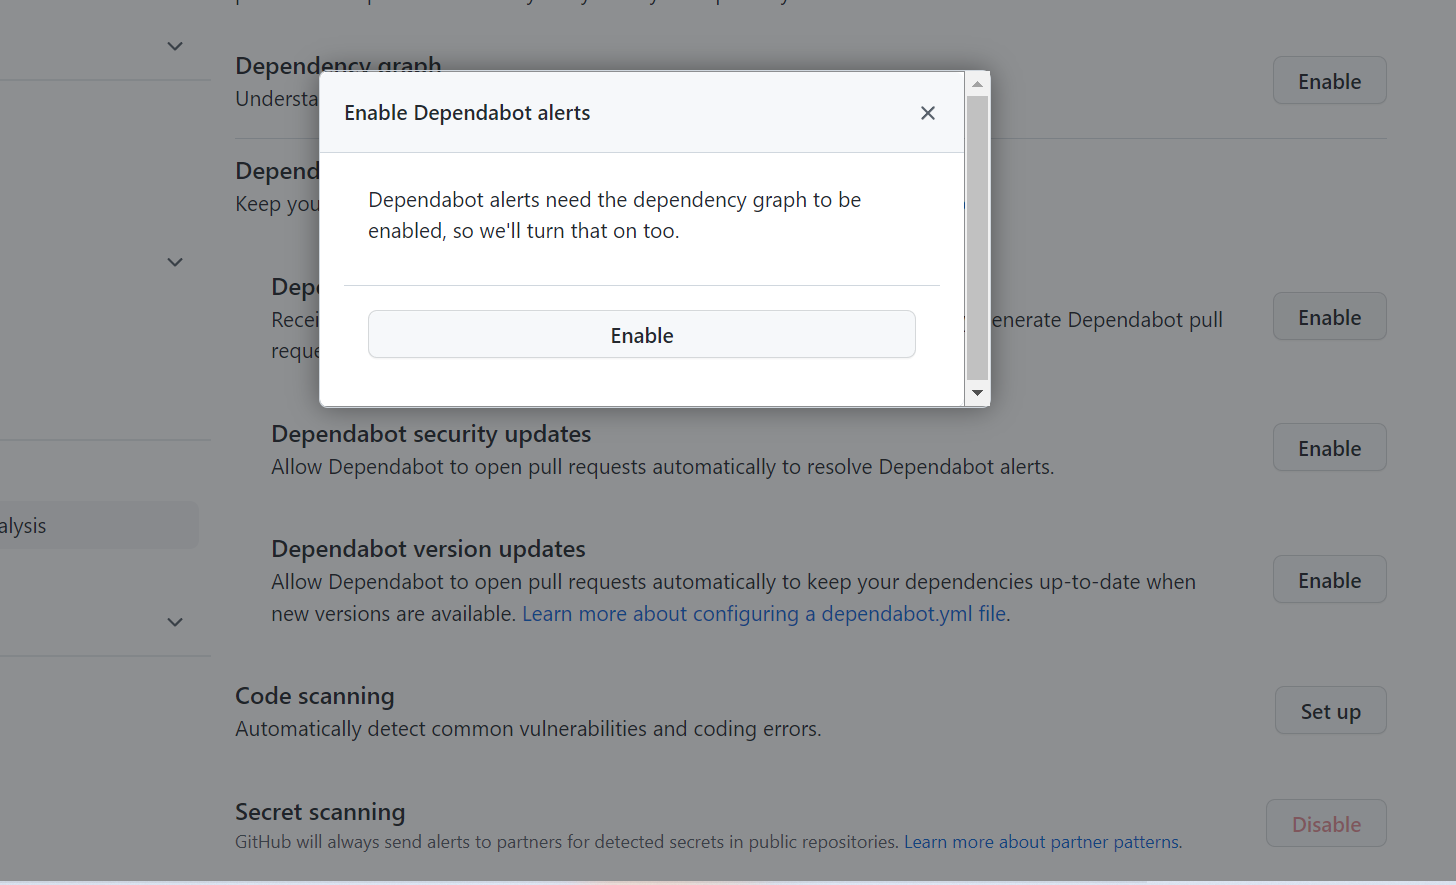 Dependency graph
Enable
Understa
Enable Dependabot alerts
Depend
Keep you
Dependabot alerts need the dependency graph to be
enabled, so we'll turn that on too.
Enable
Dep
Recei
enerate Dependabot pull
Enable
reque
Dependabot security updates
Allow Dependabot to open pull requests automatically to resolve Dependabot alerts.
Enable
alysis
Dependabot version updates
Allow Dependabot to open pull requests automatically to keep your dependencies up-to-date when
new versions are available. Learn more about configuring a dependabot.yml file.
Enable
Code scanning
Automatically detect common vulnerabilities and coding errors.
Set up
Secret scanning
GitHub will always send alerts to partners for detected secrets in public repositories. Learn more about partner patterns.
Disable